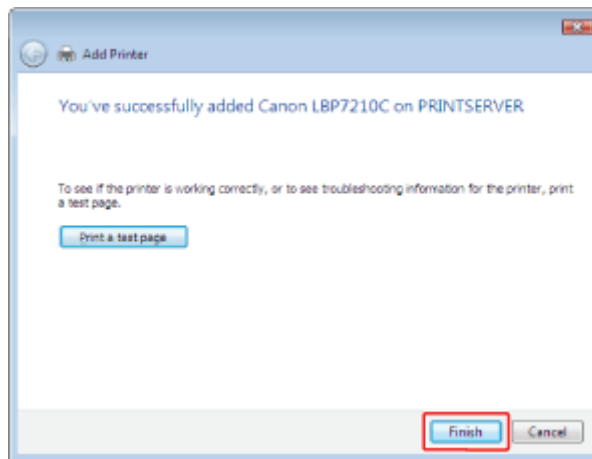 Add Printer
You've successfully added Canon LBP7210C on PRINTSERVER
To see if the printer is working correctly, or to see troubleshooting information for the printer, print
a test page.
Print a test page
Finish Cancel